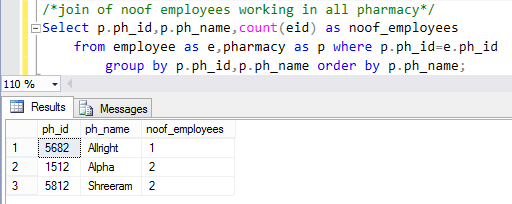 /*join of noof employees working in all pharmacy*/
Select p.ph_id,p.ph_name,count(eid) as noof_employees
from employee as e,pharmacy as p where p.ph_id=e.ph_id
group by p.ph_id,p.ph_name order by p.ph_name;
110 %
Results Messages
ph_id ph_name noof_employees
1 5682 Allright 1
2 1512 Alpha 2
3 5812 Shreeram 2